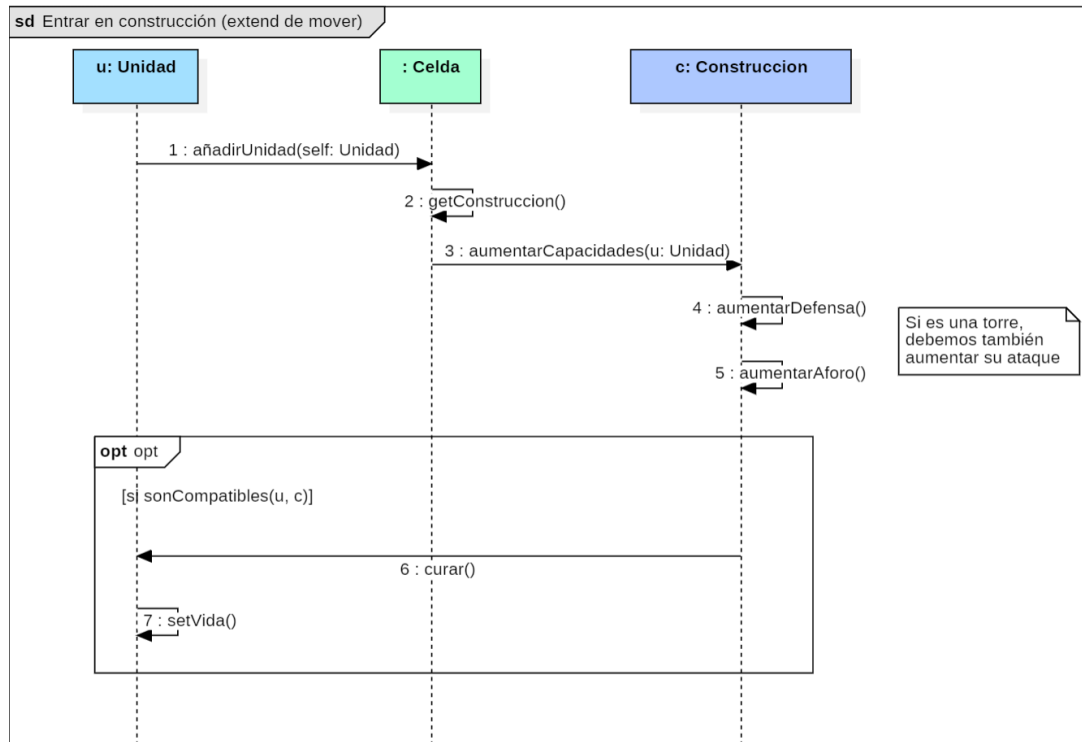 sd Entrar en construcción (extend de mover)
u: Unidad
: Celda
c: Construccion
1 : añadirUnidad(self: Unidad)
2 : getConstruccion()
3 : aumentarCapacidades(u: Unidad)
4 : aumentarDefensa()
Si es una torre,
debemos también
aumentar su ataque
5 : aumentarAforo()
opt opt
[si sonCompatibles(u, c)]
6 : curar()
7 : setVida()